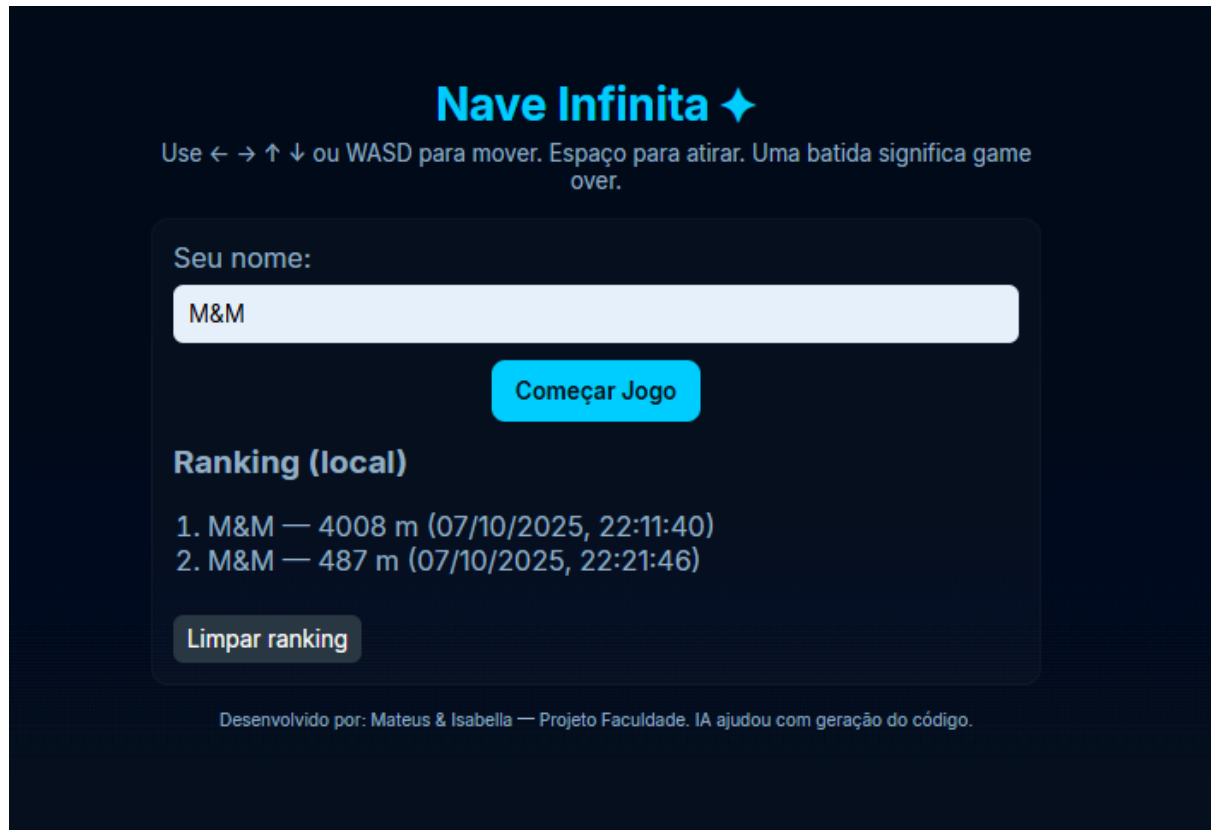 Nave Infinita ✦
Use ← → ↑ ↓ ou WASD para mover. Espaço para atirar. Uma batida significa game
over.
Seu nome:
M&M
Começar Jogo
Ranking (local)
1. M&M — 4008 m (07/10/2025, 22:11:40)
2. M&M — 487 m (07/10/2025, 22:21:46)
Limpar ranking
Desenvolvido por: Mateus & Isabella — Projeto Faculdade. IA ajudou com geração do código.